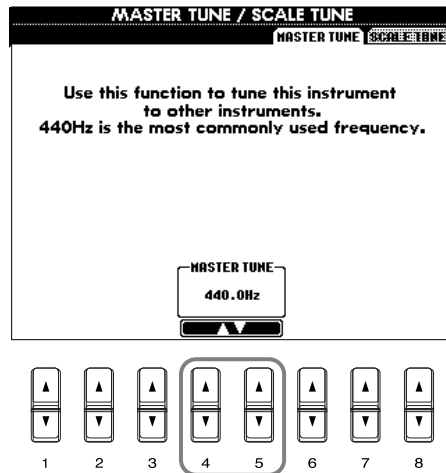 MASTER TUNE / SCALE TUNE
MASTER TUNE SCALE TUNE
Use this function to tune this instrument
to other instruments.
440Hz is the most commonly used frequency.
MASTER TUNE
440.0Hz
1 2 3 4 5 6 7 8